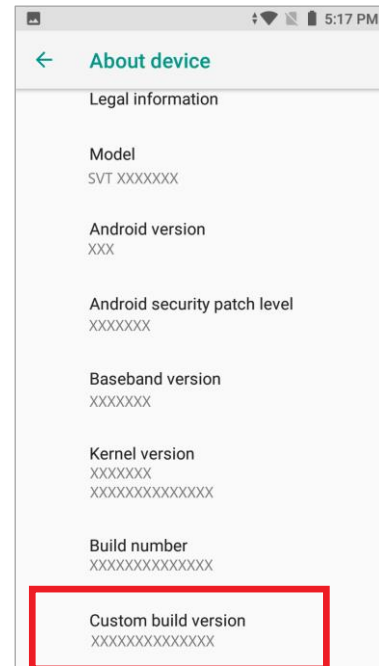 5:17 PM
About device
Legal information
Model
SVT XXXXXXX
Android version
XXX
Android security patch level
XXXXXXX
Baseband version
XXXXXXX
Kernel version
XXXXXXX
XXXXXXXXXXXXXX
Build number
XXXXXXXXXXXXXX
Custom build version
XXXXXXXXXXXXXX